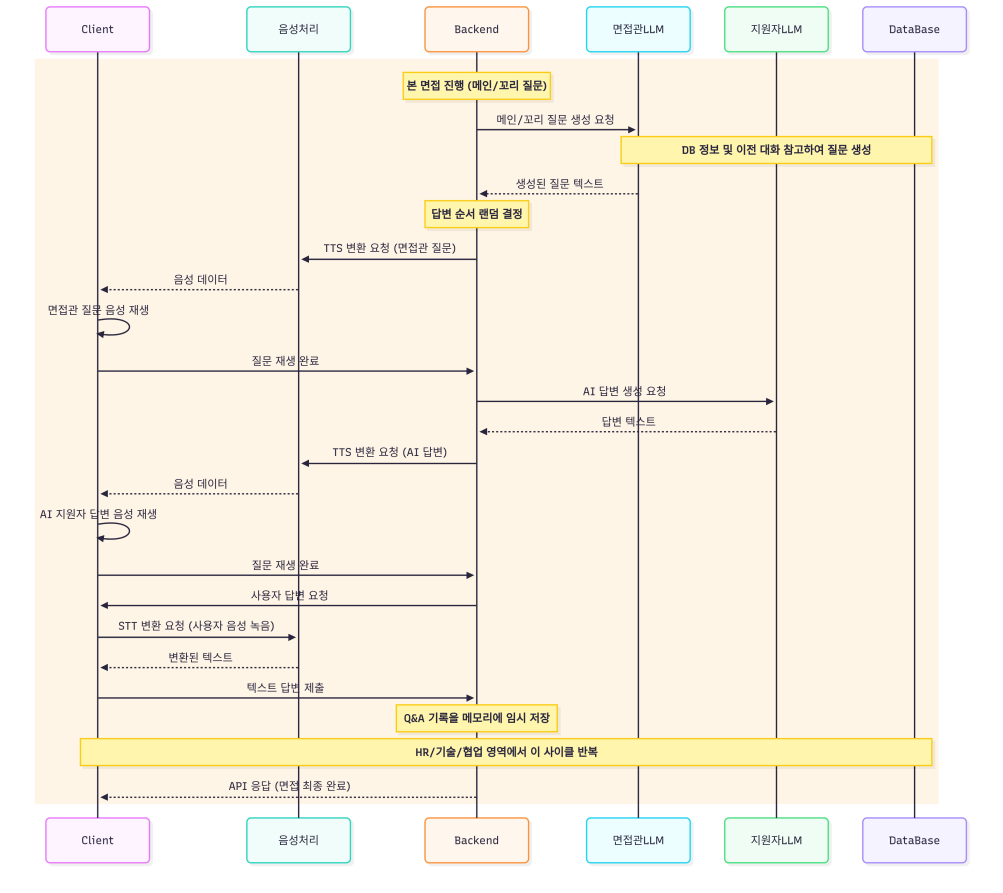 Client
음성처리
Backend
면접관LLM
지원자LLM
DataBase
본 면접 진행 (메인/꼬리 질문)
메인/꼬리 질문 생성 요청
DB 정보 및 이전 대화 참고하여 질문 생성
생성된 질문 텍스트
답변 순서 랜덤 결정
TTS 변환 요청 (면접관 질문)
음성 데이터
면접관 질문 음성 재생
질문 재생 완료
AI 답변 생성 요청
답변 텍스트
TTS 변환 요청 (AI 답변)
음성 데이터
AI 지원자 답변 음성 재생
질문 재생 완료
사용자 답변 요청
STT 변환 요청 (사용자 음성 녹음)
변환된 텍스트
텍스트 답변 제출
Q&A 기록을 메모리에 임시 저장
HR/기술/협업 영역에서 이 사이클 반복
API 응답 (면접 최종 완료)
Client
음성처리
Backend
면접관LLM
지원자LLM
DataBase